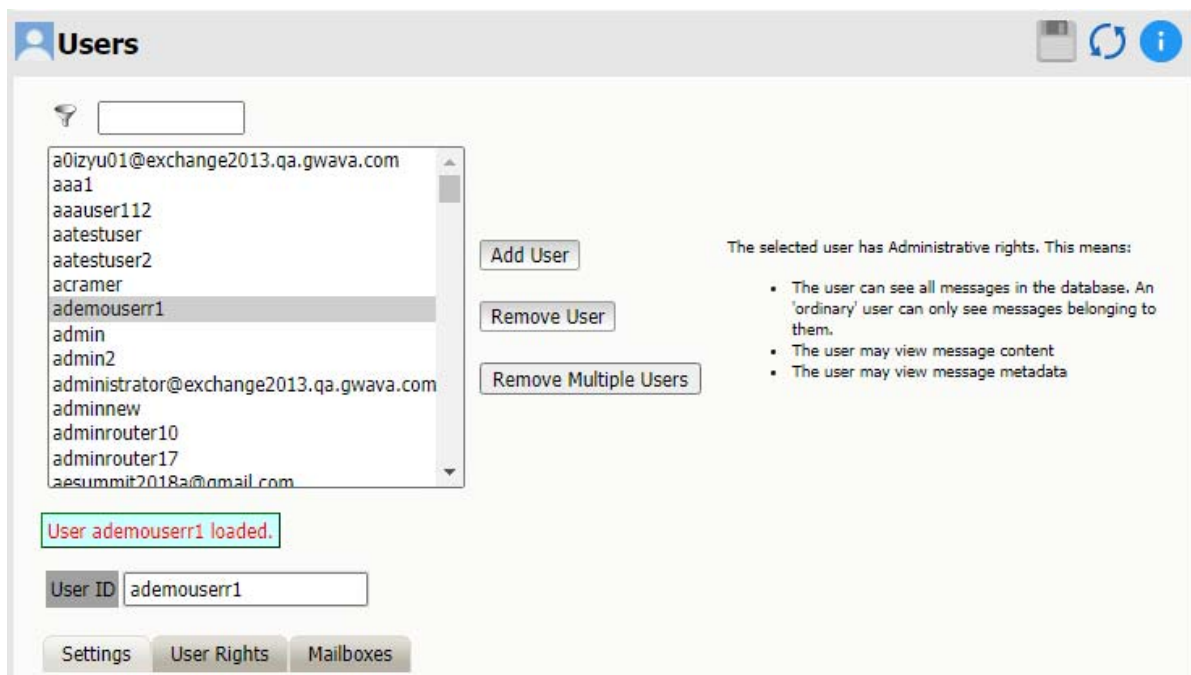 Users
a0izyu01@exchange2013.qa.gwava.com
aaa1
aaauser112
aatestuser
aatestuser2
acramer
ademouserr1
admin
admin2
administrator@exchange2013.qa.gwava.com
adminnew
adminrouter10
adminrouter17
aesummit2018a@gmail.com
Add User
Remove User
Remove Multiple Users
The selected user has Administrative rights. This means:
• The user can see all messages in the database. An
'ordinary' user can only see messages belonging to
them.
• The user may view message content
• The user may view message metadata
User ademouserr1 loaded.
User ID ademouserr1
Settings User Rights Mailboxes